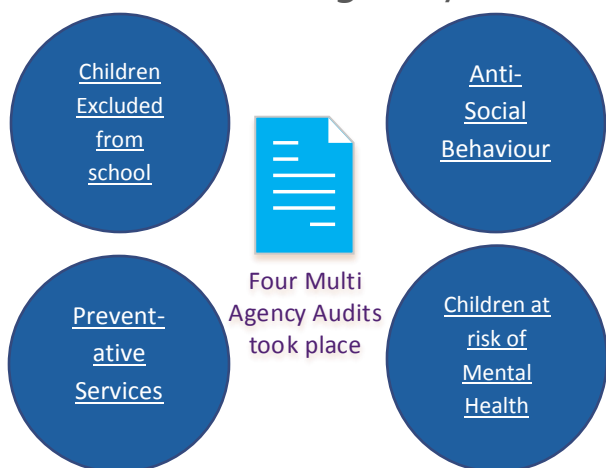 Children
Excluded
from
school
Anti-
Social
Behaviour
Four Multi
Agency Audits
took place
Prevent-
ative
Services
Children at
risk of
Mental
Health